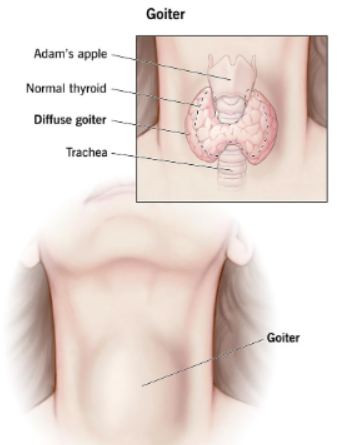 Goiter
Adam's apple
Normal thyroid
Diffuse goiter
Trachea
Goiter